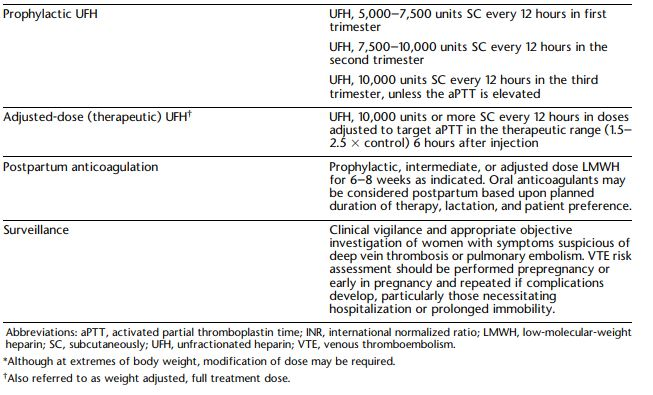 Prophylactic UFH
UFH, 5,000–7,500 units SC every 12 hours in first
trimester
UFH, 7,500–10,000 units SC every 12 hours in the
second trimester
UFH, 10,000 units SC every 12 hours in the third
trimester, unless the aPTT is elevated
Adjusted-dose (therapeutic) UFH†
UFH, 10,000 units or more SC every 12 hours in doses
adjusted to target aPTT in the therapeutic range (1.5–
2.5 × control) 6 hours after injection
Postpartum anticoagulation
Prophylactic, intermediate, or adjusted dose LMWH
for 6–8 weeks as indicated. Oral anticoagulants may
be considered postpartum based upon planned
duration of therapy, lactation, and patient preference.
Surveillance
Clinical vigilance and appropriate objective
investigation of women with symptoms suspicious of
deep vein thrombosis or pulmonary embolism. VTE risk
assessment should be performed prepregnancy or
early in pregnancy and repeated if complications
develop, particularly those necessitating
hospitalization or prolonged immobility.
Abbreviations: aPTT, activated partial thromboplastin time; INR, international normalized ratio; LMWH, low-molecular-weight
heparin; SC, subcutaneously; UFH, unfractionated heparin; VTE, venous thromboembolism.
*Although at extremes of body weight, modification of dose may be required.
†Also referred to as weight adjusted, full treatment dose.